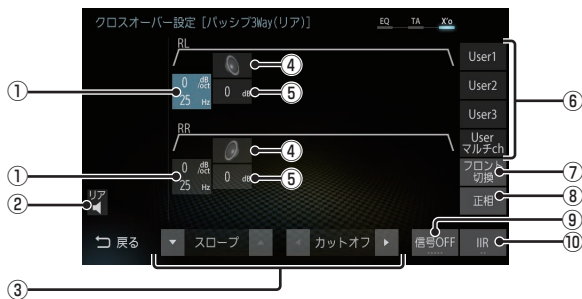 クロスオーバー設定 [パッシブ3Way(リア)]
EQ TA X'o
RL
④
User1
① 0 dB/oct
25 Hz
0 dB ⑤
User2
⑥
User3
RR
User
マルチch
④
① 0 dB/oct
25 Hz
0 dB ⑤
フロント
切換
⑦
正相 ⑧
② リア
⑨
戻る
スロープ
カットオフ
信号OFF
IIR ⑩
③